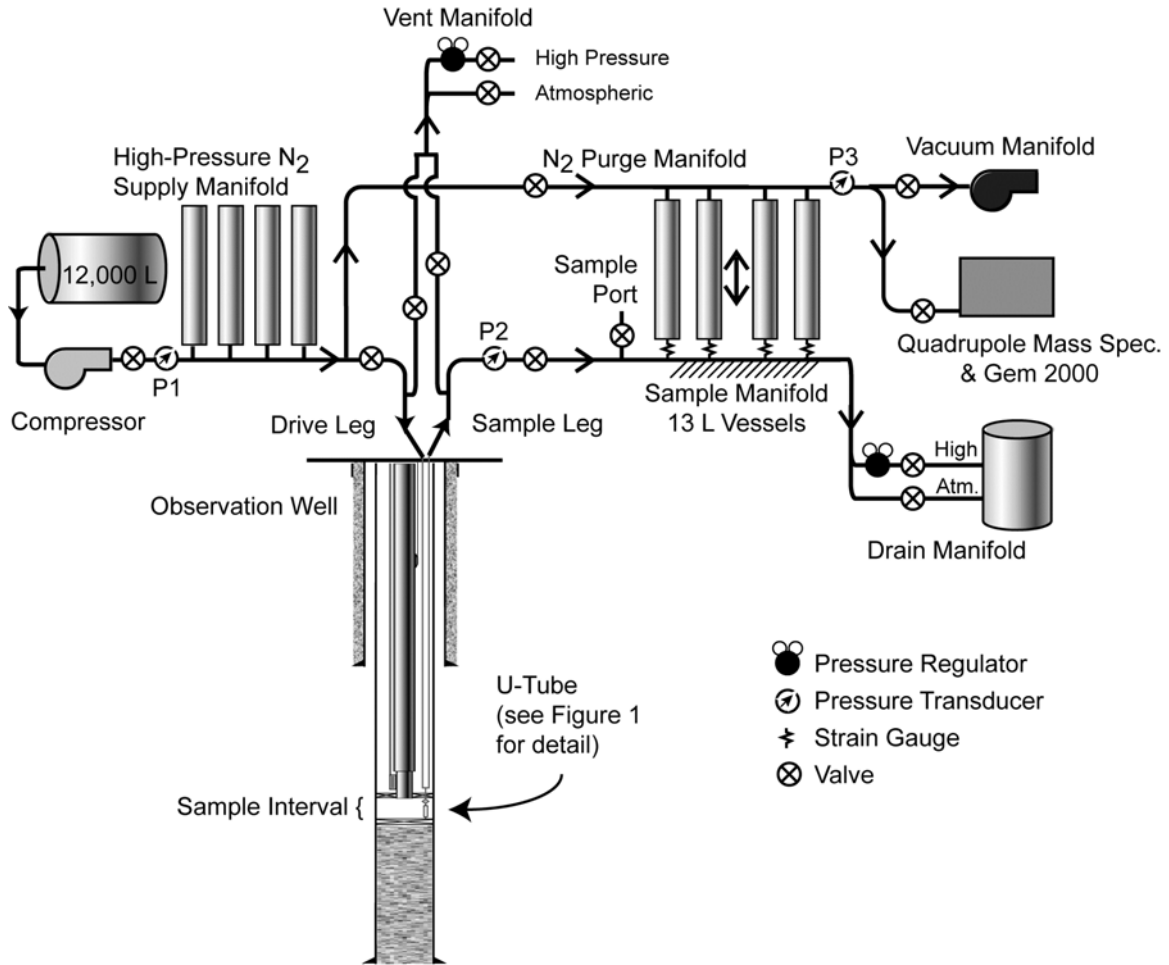 Vent Manifold
High Pressure
Atmospheric
High-Pressure N2
Supply Manifold
N2 Purge Manifold
P3
Vacuum Manifold
12,000 L
Sample
Port
P1
P2
Compressor
Drive Leg
Sample Leg
Sample Manifold
13 L Vessels
Quadrupole Mass Spec.
& Gem 2000
High
Atm.
Drain Manifold
Observation Well
U-Tube
(see Figure 1
for detail)
Sample Interval {
Pressure Regulator
Pressure Transducer
Strain Gauge
Valve